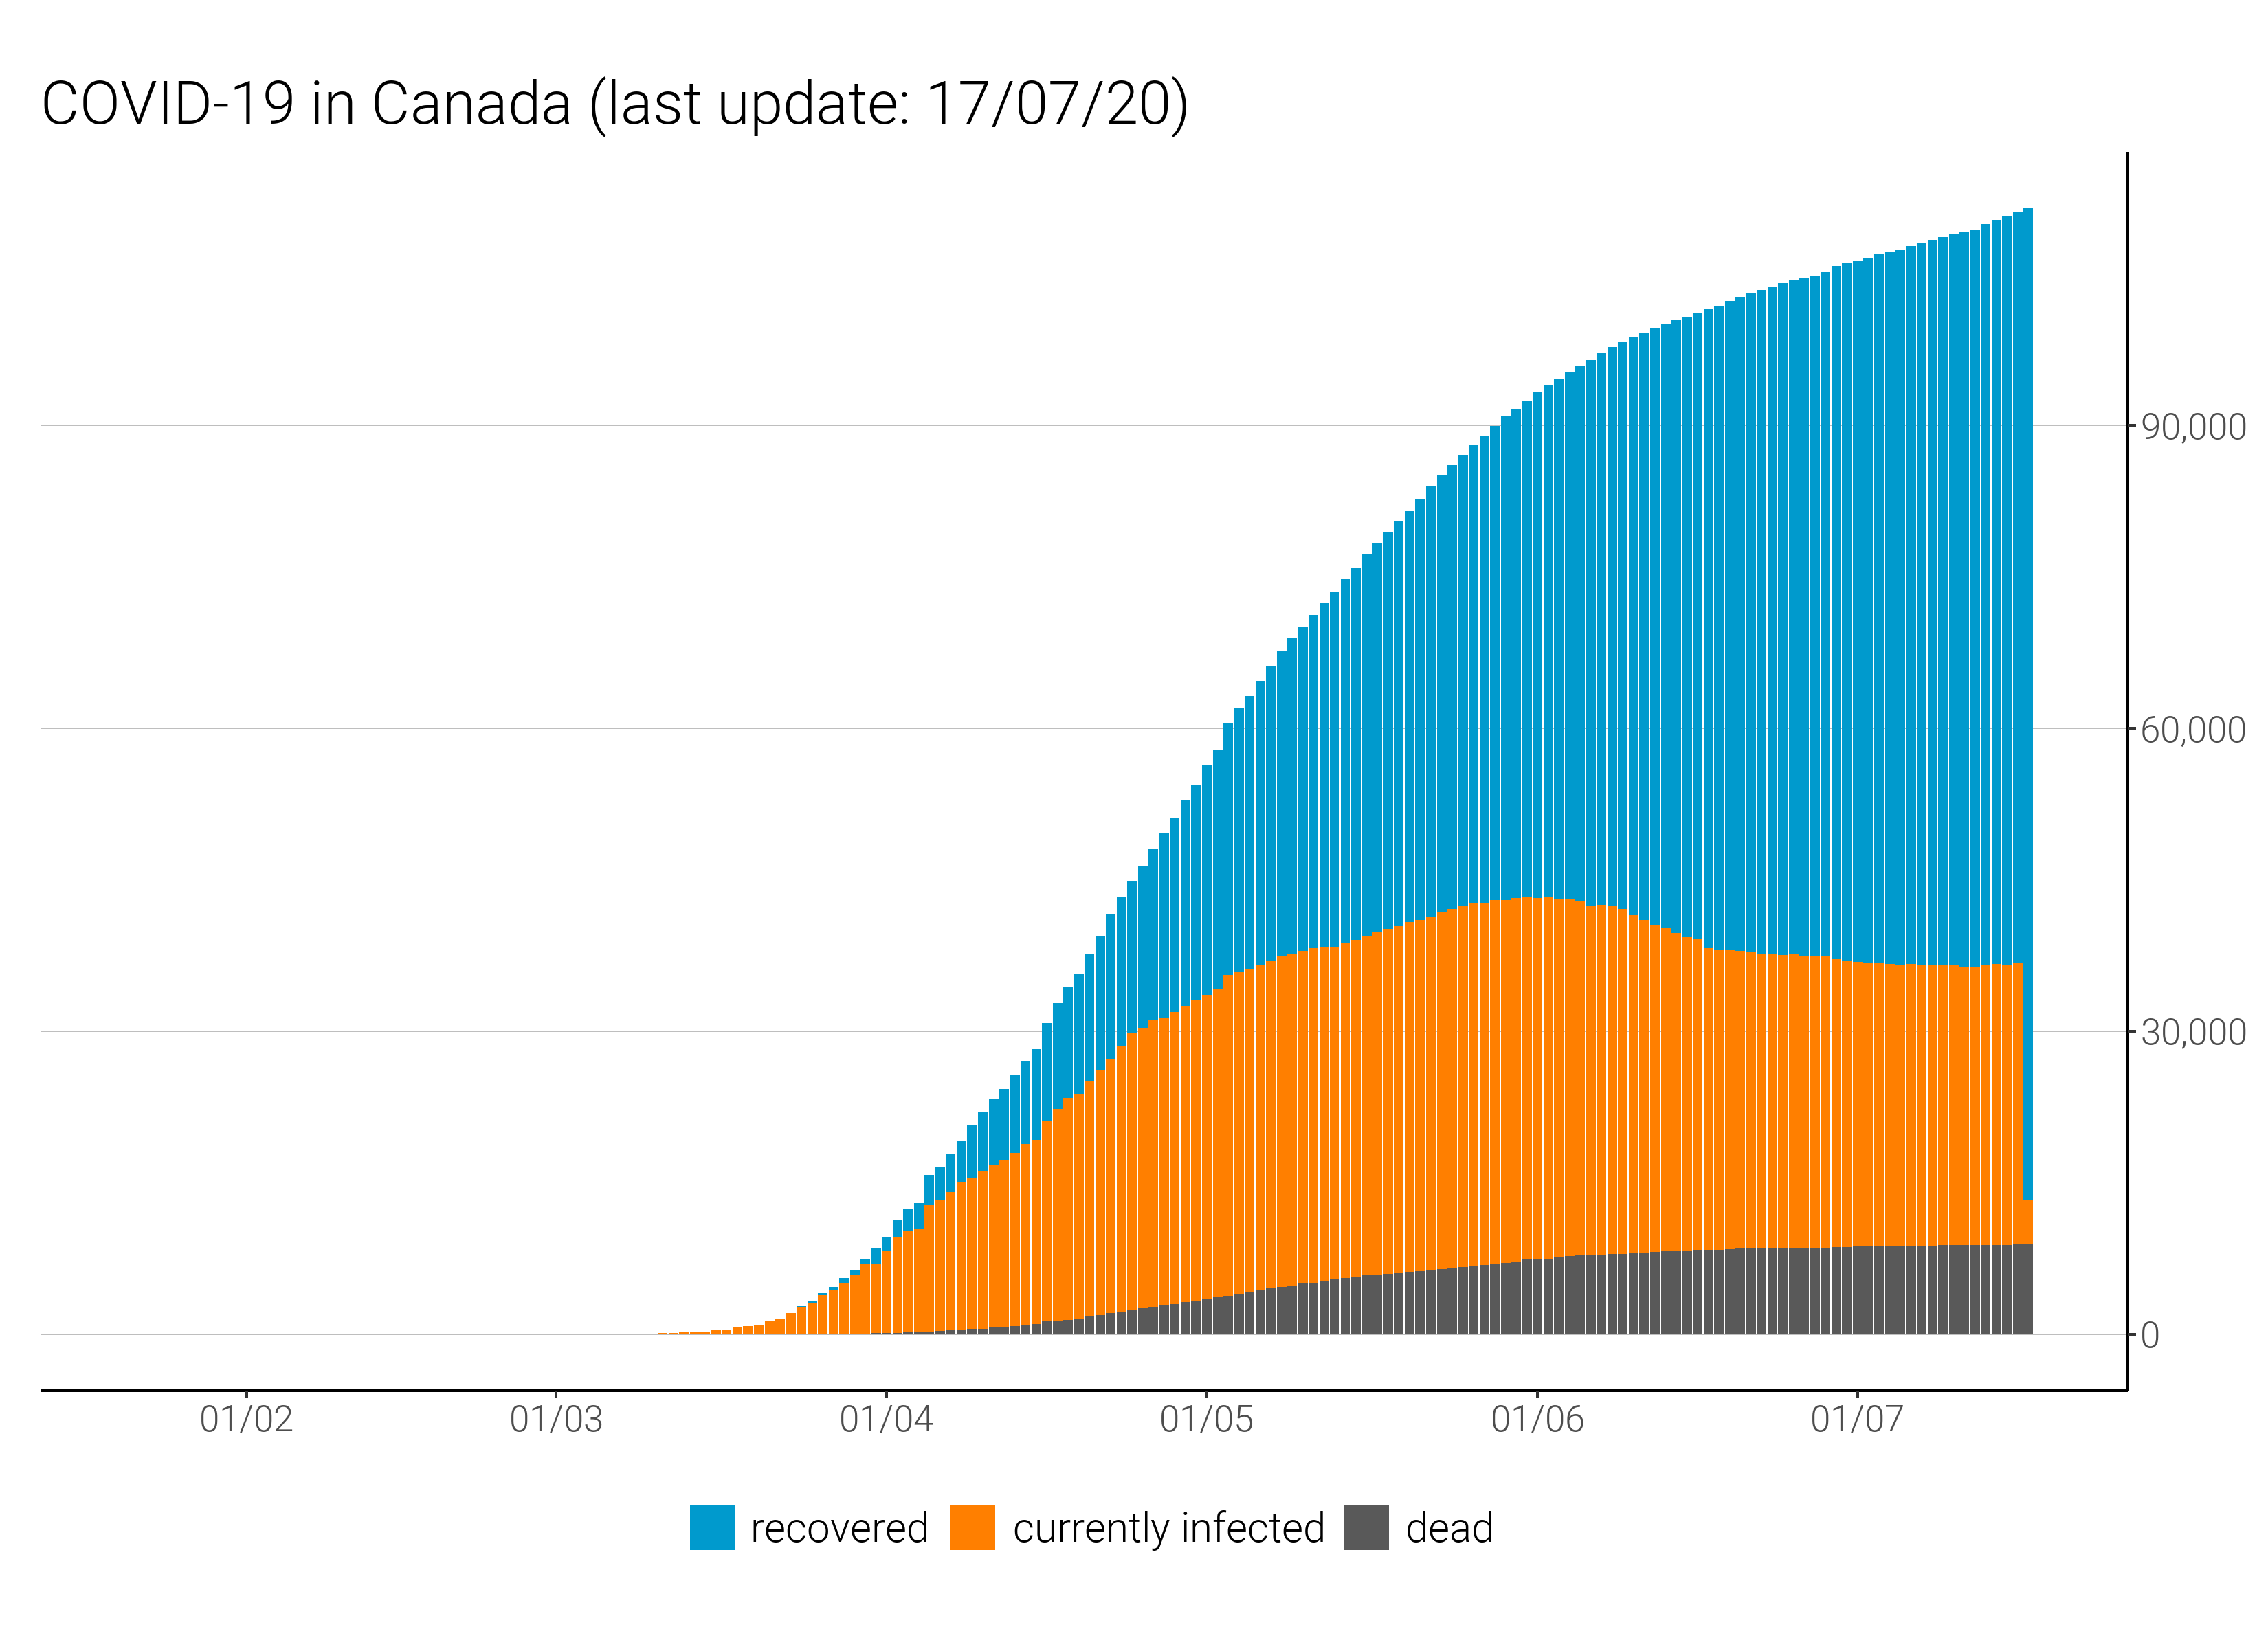 COVID-19 in Canada (last update: 17/07/20)
90,000
60,000
30,000
0
01/02 01/03 01/04 01/05 01/06 01/07
recovered currently infected dead